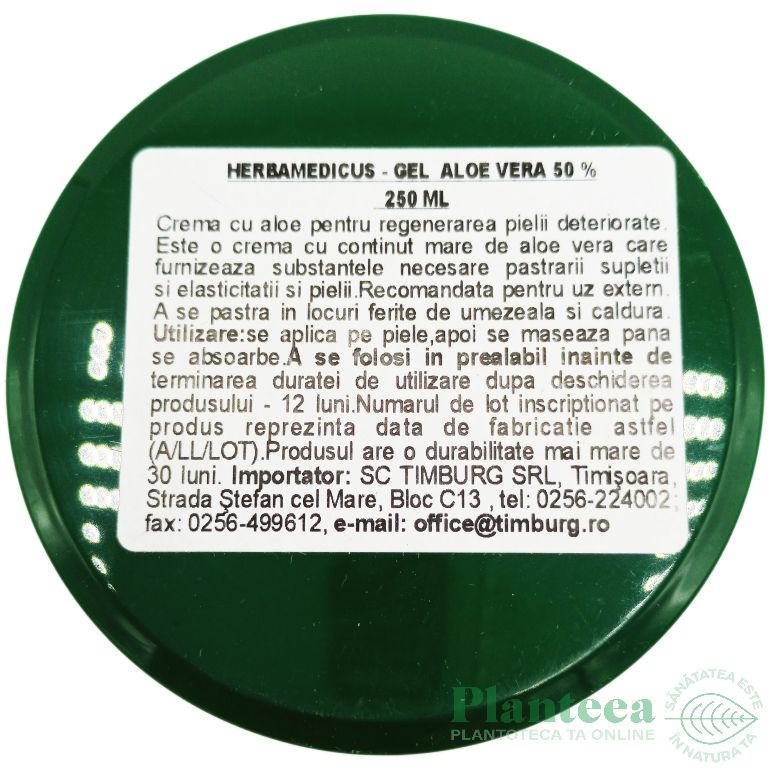 HERBAMEDICUS - GEL ALOE VERA 50 %
250 ML
Crema cu aloe pentru regenerarea pielii deteriorate.
Este o crema cu continut mare de aloe vera care
furnizeaza substantele necesare pastrarii supletii
si elasticitatii si pielii.Recomandata pentru uz extern.
A se pastra in locuri ferite de umezeala si caldura.
Utilizare:se aplica pe piele,apoi se maseaza pana
se absoarbe.A se folosi in prealabil inainte de
terminarea duratei de utilizare dupa deschiderea
produsului - 12 luni.Numarul de lot inscriptionat pe
produs reprezinta data de fabricatie astfel
(A/LL/LOT).Produsul are o durabilitate mai mare de
30 luni. Importator: SC TIMBURG SRL, Timişoara,
Strada Ştefan cel Mare, Bloc C13 , tel: 0256-224002;
fax: 0256-499612, e-mail: office@timburg.ro
Planteea
PLANTOTECA TA ONLINE
SĂNĂTATEA ESTE
ÎN NATURA TA